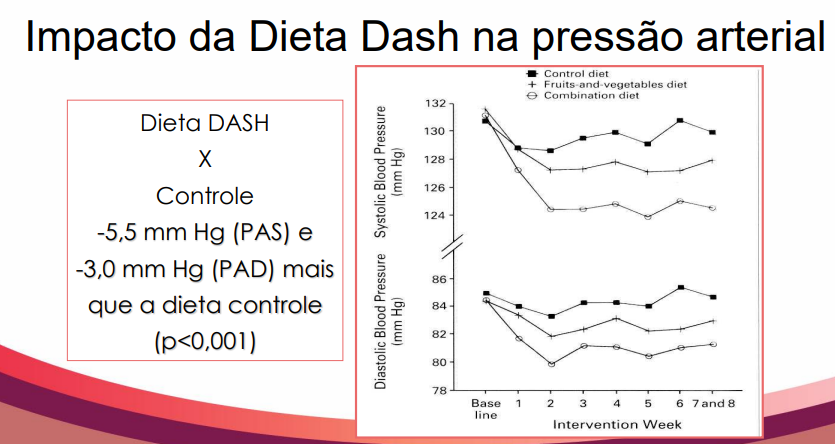 Impacto da Dieta Dash na pressão arterial
Dieta DASH
X
Controle
-5,5 mm Hg (PAS) e
-3,0 mm Hg (PAD) mais
que a dieta controle
(p<0,001)
Control diet
Fruits-and-vegetables diet
Combination diet
Systolic Blood Pressure
(mm Hg)
132
130
128
126
124
Diastolic Blood Pressure
(mm Hg)
86
84
82
80
78
Base line 1 2 3 4 5 6 7 and 8
Intervention Week